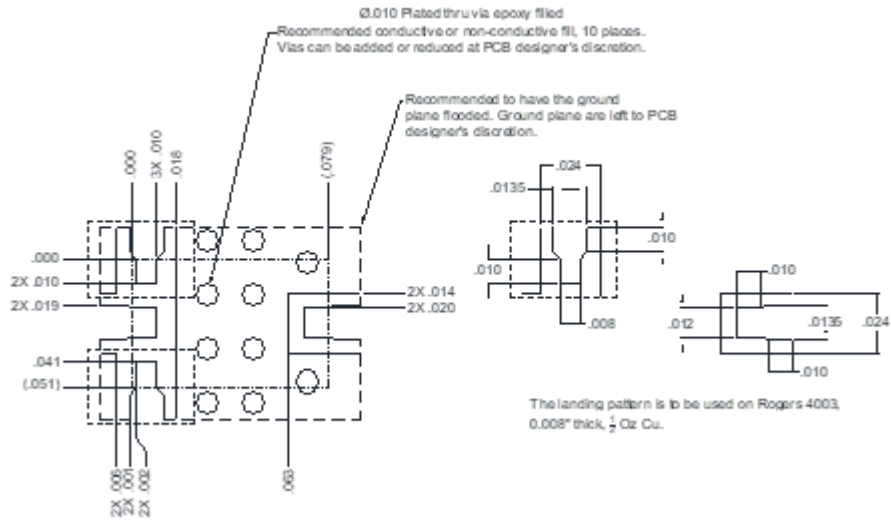 Ø.010 Plated thru via epoxy filled
Recommended conductive or non-conductive fill, 10 places.
Vias can be added or reduced at PCB designer's discretion.
Recommended to have the ground
plane flooded. Ground plane are left to PCB
designer's discretion.
.000
3X .010
.018
(.079)
.024
.0135
.000
2X .010
2X .019
2X .014
2X .020
.010
.010
.008
.010
.012
.0135
.024
.010
.041
(.051)
2X .006
2X .001
2X .002
.063
The landing pattern is to be used on Rogers 4003,
0.008" thick, ½ Oz Cu.